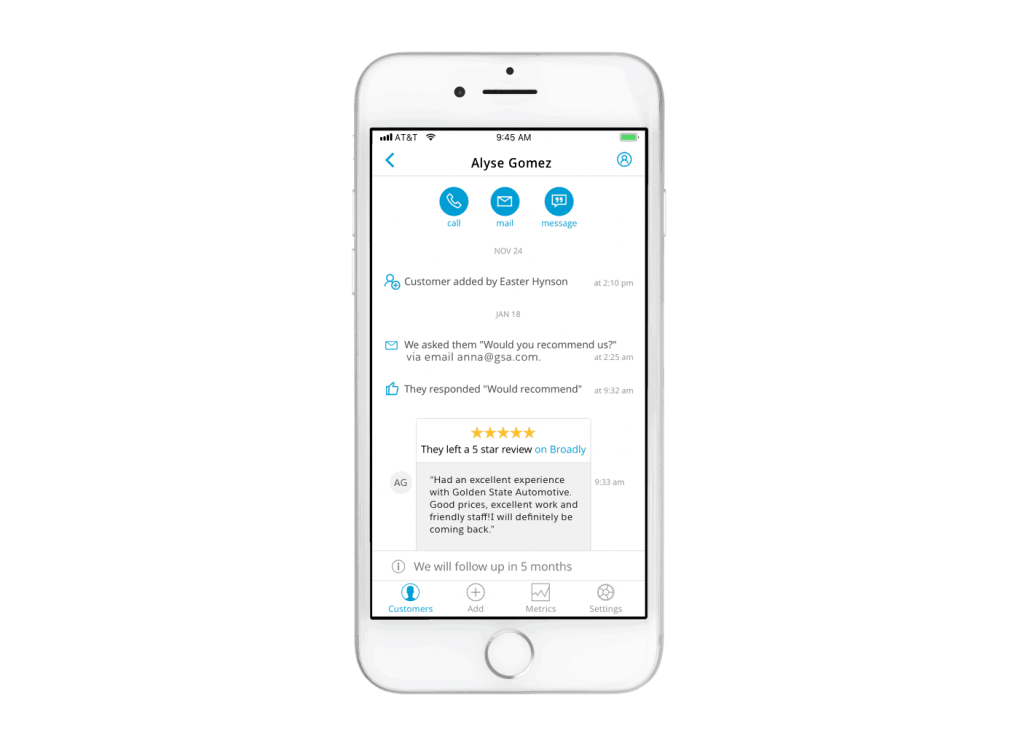 AT&T
9:45 AM
Alyse Gomez
call
mail
message
NOV 24
Customer added by Easter Hynson
at 2:10 pm
JAN 18
We asked them "Would you recommend us?"
via email anna@gsa.com.
at 2:25 am
They responded "Would recommend"
at 9:32 am
They left a 5 star review on Broadly
AG
"Had an excellent experience
with Golden State Automotive.
Good prices, excellent work and
friendly staff!I will definitely be
coming back."
9:33 am
We will follow up in 5 months
Customers
Add
Metrics
Settings